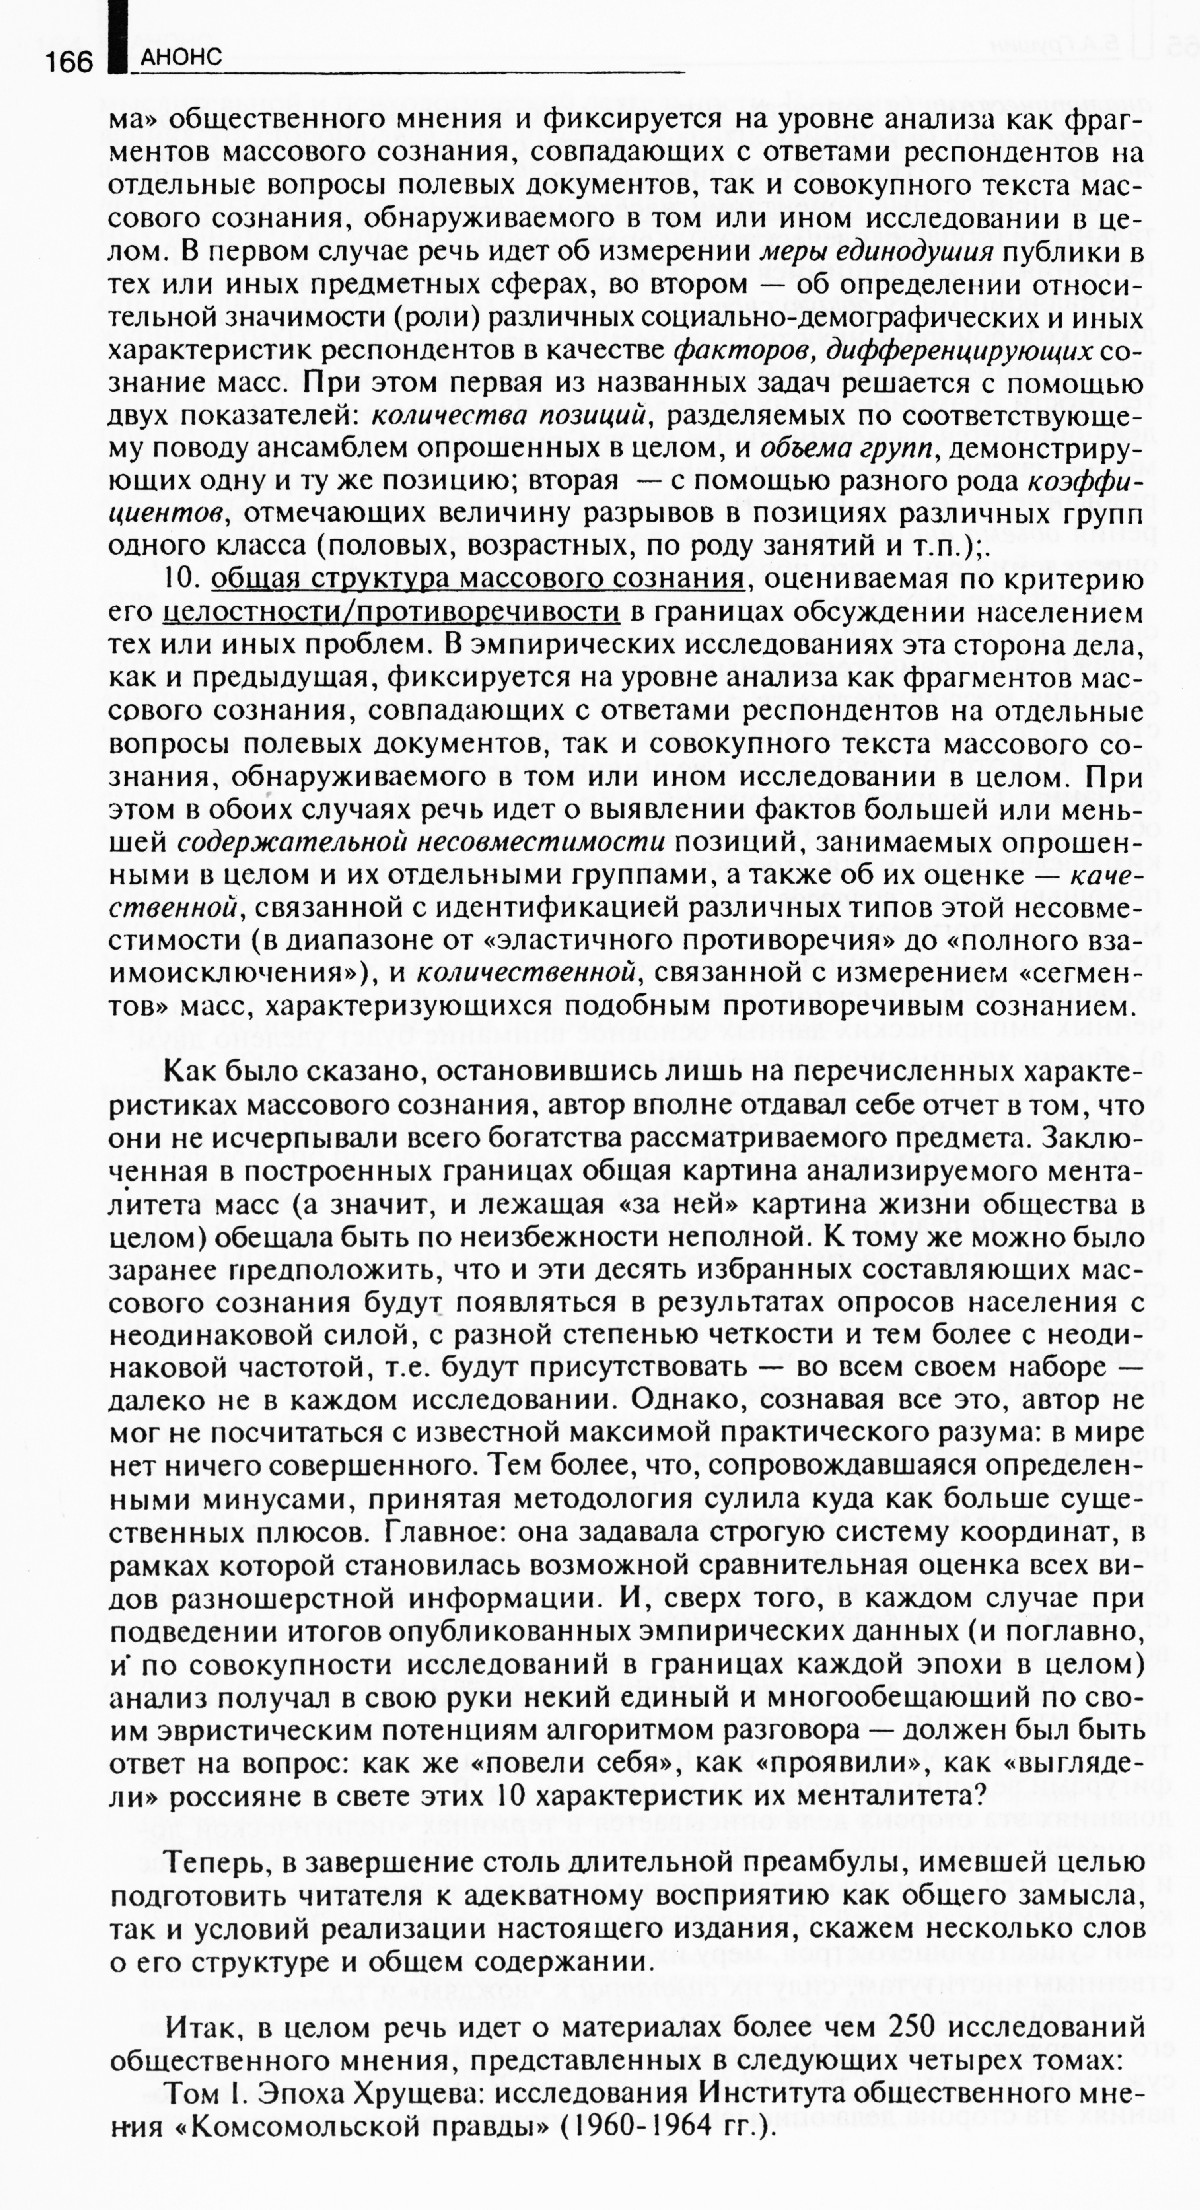 166 АНОНС
ма» общественного мнения и фиксируется на уровне анализа как фраг-
ментов массового сознания, совпадающих с ответами респондентов на
отдельные вопросы полевых документов, так и совокупного текста мас-
сового сознания, обнаруживаемого в том или ином исследовании в це-
лом. В первом случае речь идет об измерении меры единодушия публики в
тех или иных предметных сферах, во втором — об определении относи-
тельной значимости (роли) различных социально-демографических и иных
характеристик респондентов в качестве факторов, дифференцирующих со-
знание масс. При этом первая из названных задач решается с помощью
двух показателей: количества позиций, разделяемых по соответствующе-
му поводу ансамблем опрошенных в целом, и объема групп, демонстриру-
ющих одну и ту же позицию; вторая — с помощью разного рода коэффи-
циентов, отмечающих величину разрывов в позициях различных групп
одного класса (половых, возрастных, по роду занятий и т.п.);.
10. общая структура массового сознания, оцениваемая по критерию
его целостности/противоречивости в границах обсуждении населением
тех или иных проблем. В эмпирических исследованиях эта сторона дела,
как и предыдущая, фиксируется на уровне анализа как фрагментов мас-
сового сознания, совпадающих с ответами респондентов на отдельные
вопросы полевых документов, так и совокупного текста массового со-
знания, обнаруживаемого в том или ином исследовании в целом. При
этом в обоих случаях речь идет о выявлении фактов большей или мень-
шей содержательной несовместимости позиций, занимаемых опрошен-
ными в целом и их отдельными группами, а также об их оценке — каче-
ственной, связанной с идентификацией различных типов этой несовме-
стимости (в диапазоне от «эластичного противоречия» до «полного вза-
имоисключения»), и количественной, связанной с измерением «сегмен-
тов» масс, характеризующихся подобным противоречивым сознанием.
Как было сказано, остановившись лишь на перечисленных характе-
ристиках массового сознания, автор вполне отдавал себе отчет в том, что
они не исчерпывали всего богатства рассматриваемого предмета. Заклю-
ченная в построенных границах общая картина анализируемого мента-
литета масс (а значит, и лежащая «за ней» картина жизни общества в
целом) обещала быть по неизбежности неполной. К тому же можно было
заранее предположить, что и эти десять избранных составляющих мас-
сового сознания будут появляться в результатах опросов населения с
неодинаковой силой, с разной степенью четкости и тем более с неоди-
наковой частотой, т.е. будут присутствовать — во всем своем наборе —
далеко не в каждом исследовании. Однако, сознавая все это, автор не
мог не посчитаться с известной максимой практического разума: в мире
нет ничего совершенного. Тем более, что, сопровождавшаяся определен-
ными минусами, принятая методология сулила куда как больше суще-
ственных плюсов. Главное: она задавала строгую систему координат, в
рамках которой становилась возможной сравнительная оценка всех ви-
дов разношерстной информации. И, сверх того, в каждом случае при
подведении итогов опубликованных эмпирических данных (и поглавно,
и по совокупности исследований в границах каждой эпохи в целом)
анализ получал в свою руки некий единый и многообещающий по сво-
им эвристическим потенциям алгоритмом разговора — должен был быть
ответ на вопрос: как же «повели себя», как «проявили», как «выгляде-
ли» россияне в свете этих 10 характеристик их менталитета?
Теперь, в завершение столь длительной преамбулы, имевшей целью
подготовить читателя к адекватному восприятию как общего замысла,
так и условий реализации настоящего издания, скажем несколько слов
о его структуре и общем содержании.
Итак, в целом речь идет о материалах более чем 250 исследований
общественного мнения, представленных в следующих четырех томах:
Том I. Эпоха Хрущева: исследования Института общественного мне-
ния «Комсомольской правды» (1960-1964 гг.).